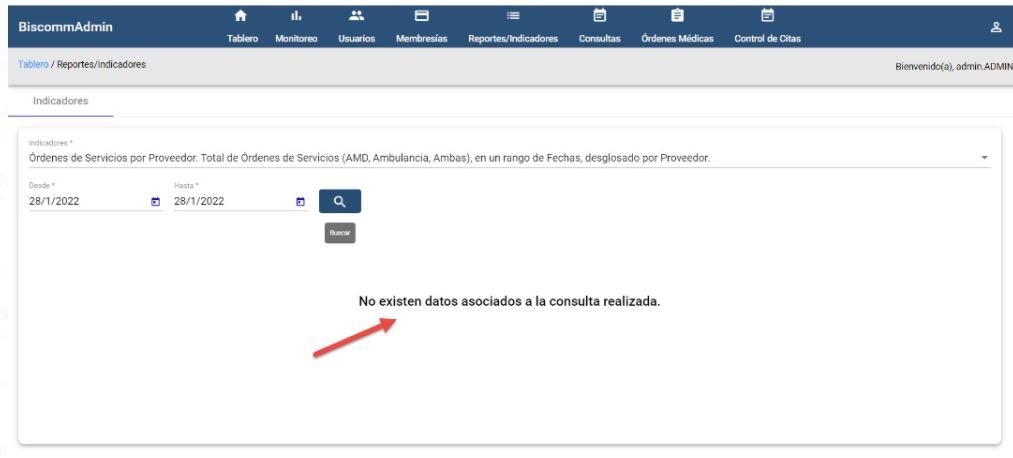 BiscommAdmin
Tablero Monitoreo Usuarios Membresías Reportes/Indicadores Consultas Órdenes Médicas Control de Citas
Tablero / Reportes/Indicadores
Bienvenido(a), admin.ADMIN
Indicadores
Indicadores *
Órdenes de Servicios por Proveedor. Total de Órdenes de Servicios (AMD, Ambulancia, Ambas), en un rango de Fechas, desglosado por Proveedor.
Desde * Hasta *
28/1/2022 28/1/2022
Buscar
No existen datos asociados a la consulta realizada.